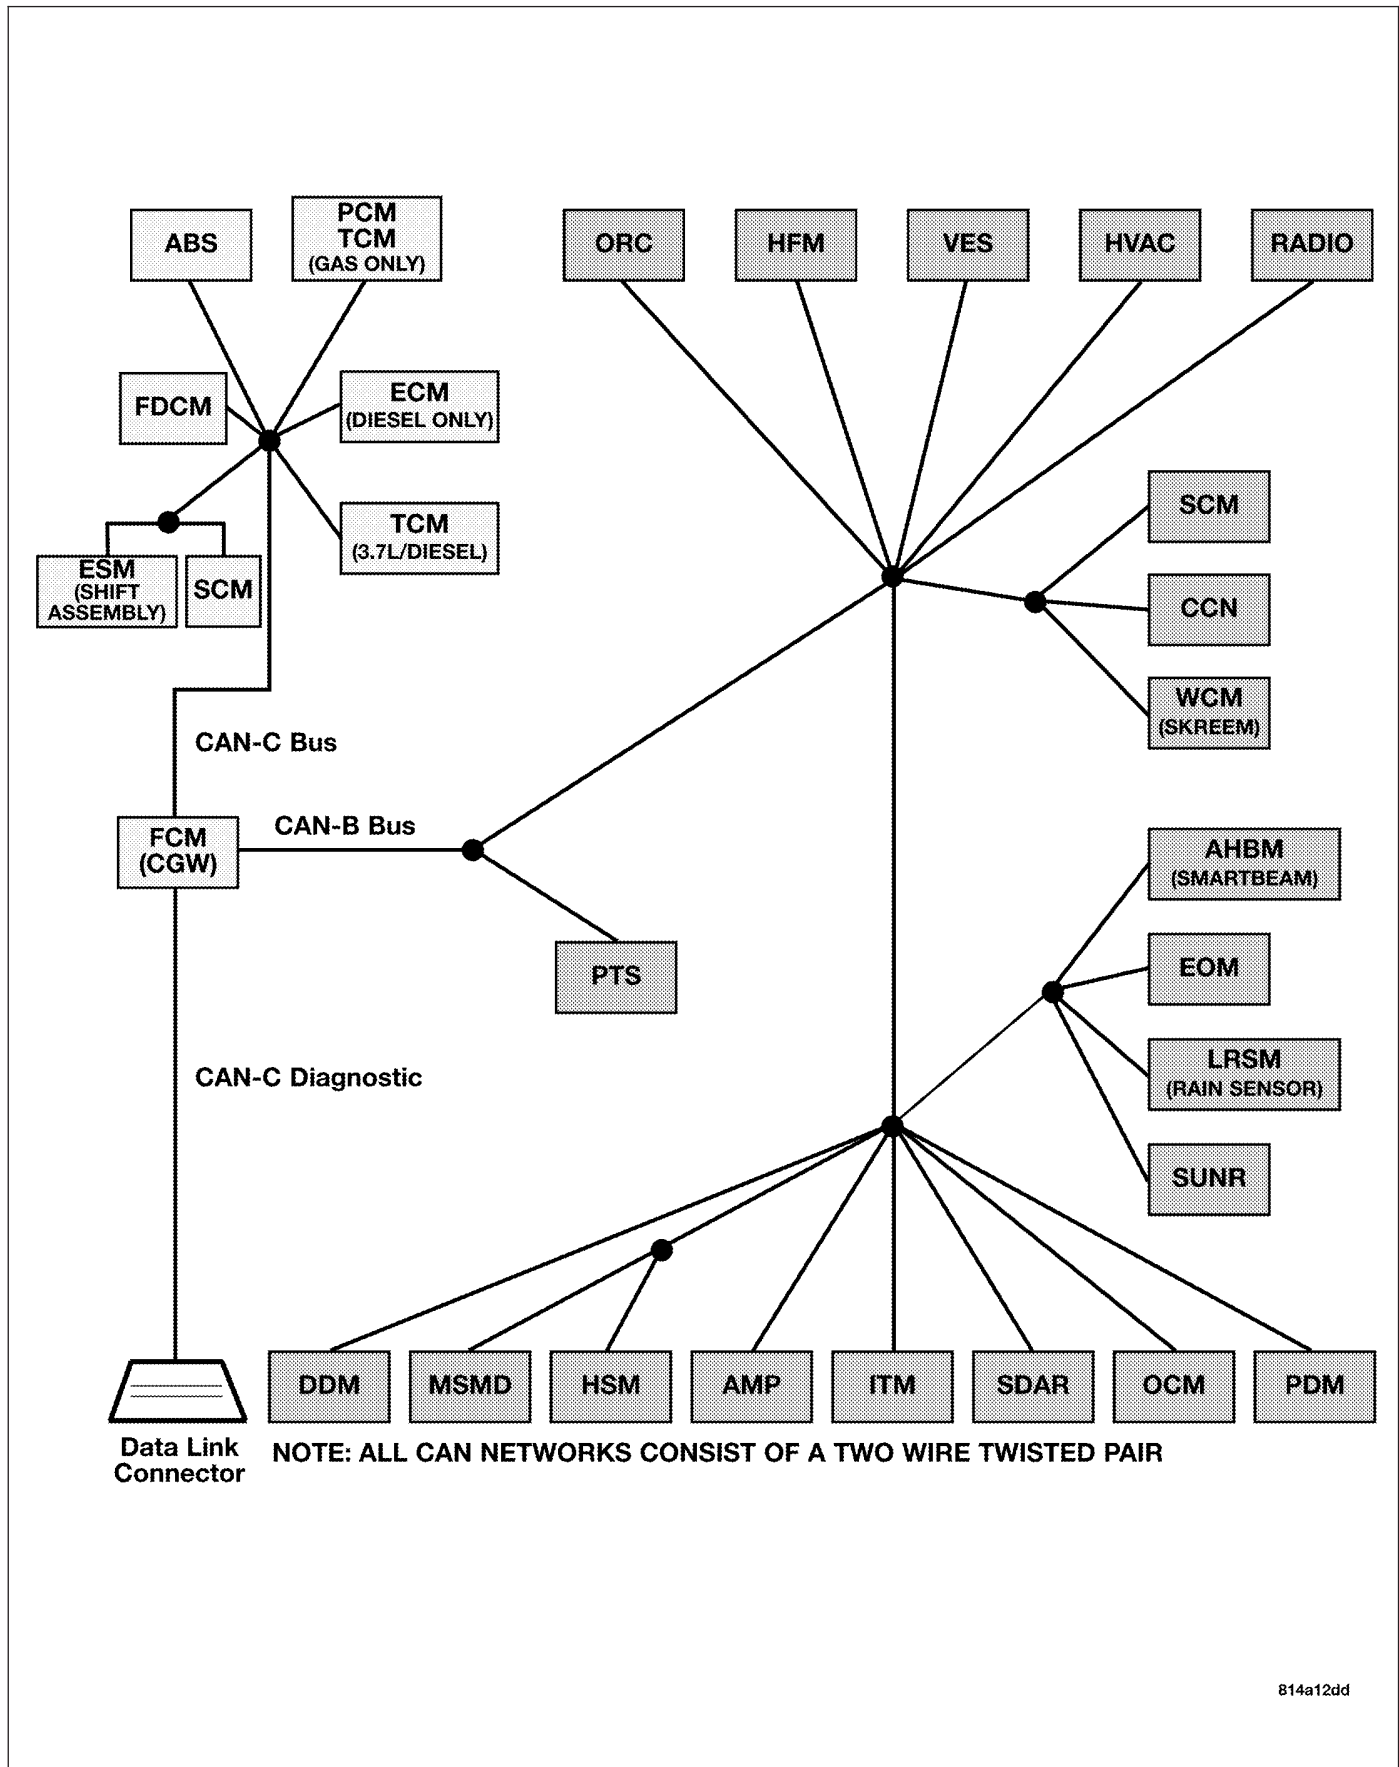 ABS
PCM
TCM
(GAS ONLY)
ORC
HFM
VES
HVAC
RADIO
FDCM
ECM
(DIESEL ONLY)
TCM
(3.7L/DIESEL)
ESM
(SHIFT
ASSEMBLY)
SCM
SCM
CCN
WCM
(SKREEM)
CAN-C Bus
FCM
(CGW)
CAN-B Bus
PTS
AHBM
(SMARTBEAM)
EOM
LRSM
(RAIN SENSOR)
SUNR
CAN-C Diagnostic
DDM
MSMD
HSM
AMP
ITM
SDAR
OCM
PDM
Data Link
Connector
NOTE: ALL CAN NETWORKS CONSIST OF A TWO WIRE TWISTED PAIR
814a12dd